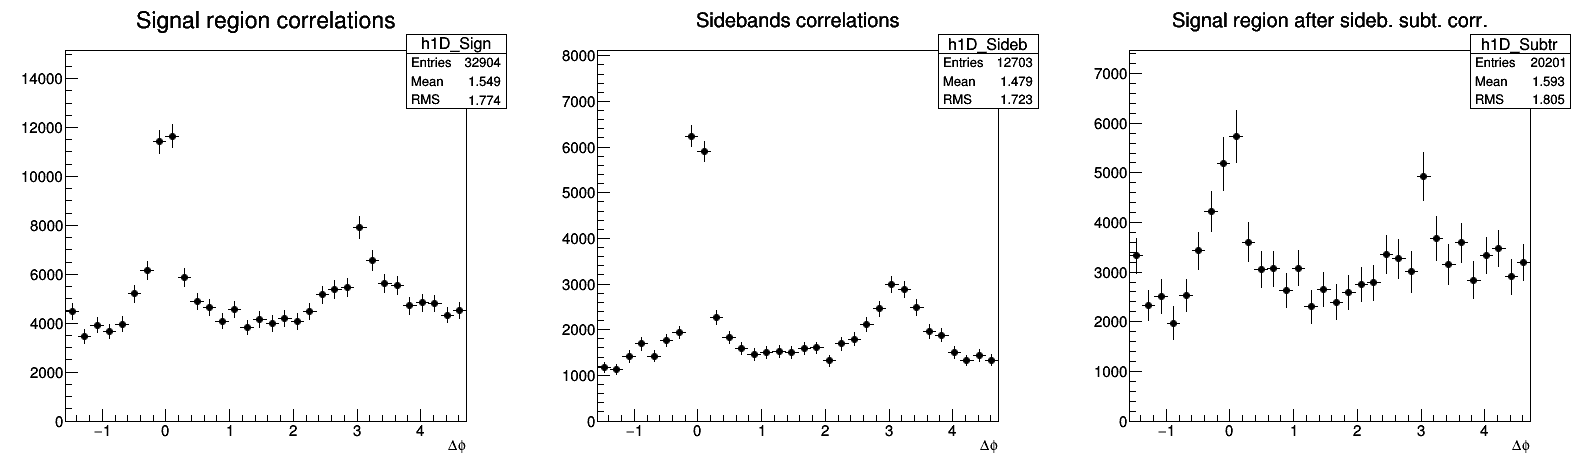 Signal region correlations
h1D_Sign
Entries 32904
Mean 1.549
RMS 1.774
14000
12000
10000
8000
6000
4000
2000
0
−1 0 1 2 3 4
Δϕ
Sidebands correlations
h1D_Sideb
Entries 12703
Mean 1.479
RMS 1.723
8000
7000
6000
5000
4000
3000
2000
1000
0
−1 0 1 2 3 4
Δϕ
Signal region after sideb. subt. corr.
h1D_Subtr
Entries 20201
Mean 1.593
RMS 1.805
7000
6000
5000
4000
3000
2000
1000
0
−1 0 1 2 3 4
Δϕ